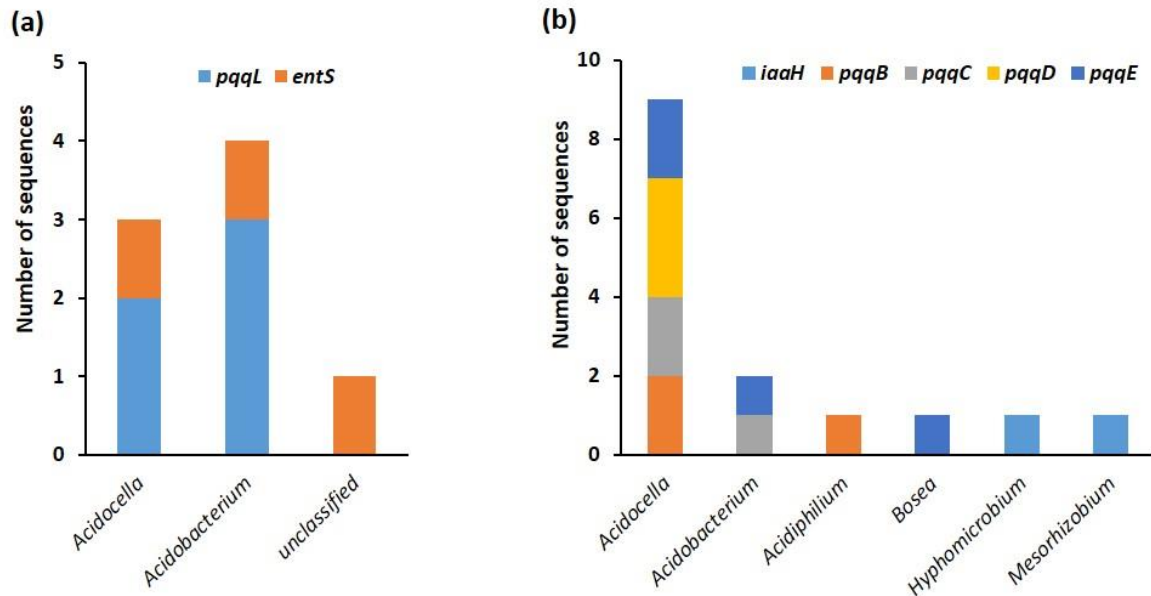 (a)
Number of sequences
5
4
3
2
1
0
pqqL entS
Acidocella
Acidobacterium
unclassified
(b)
Number of sequences
10
8
6
4
2
0
iaaH pqqB pqqC pqqD pqqE
Acidocella
Acidobacterium
Acidiphilium
Bosea
Hyphomicrobium
Mesorhizobium